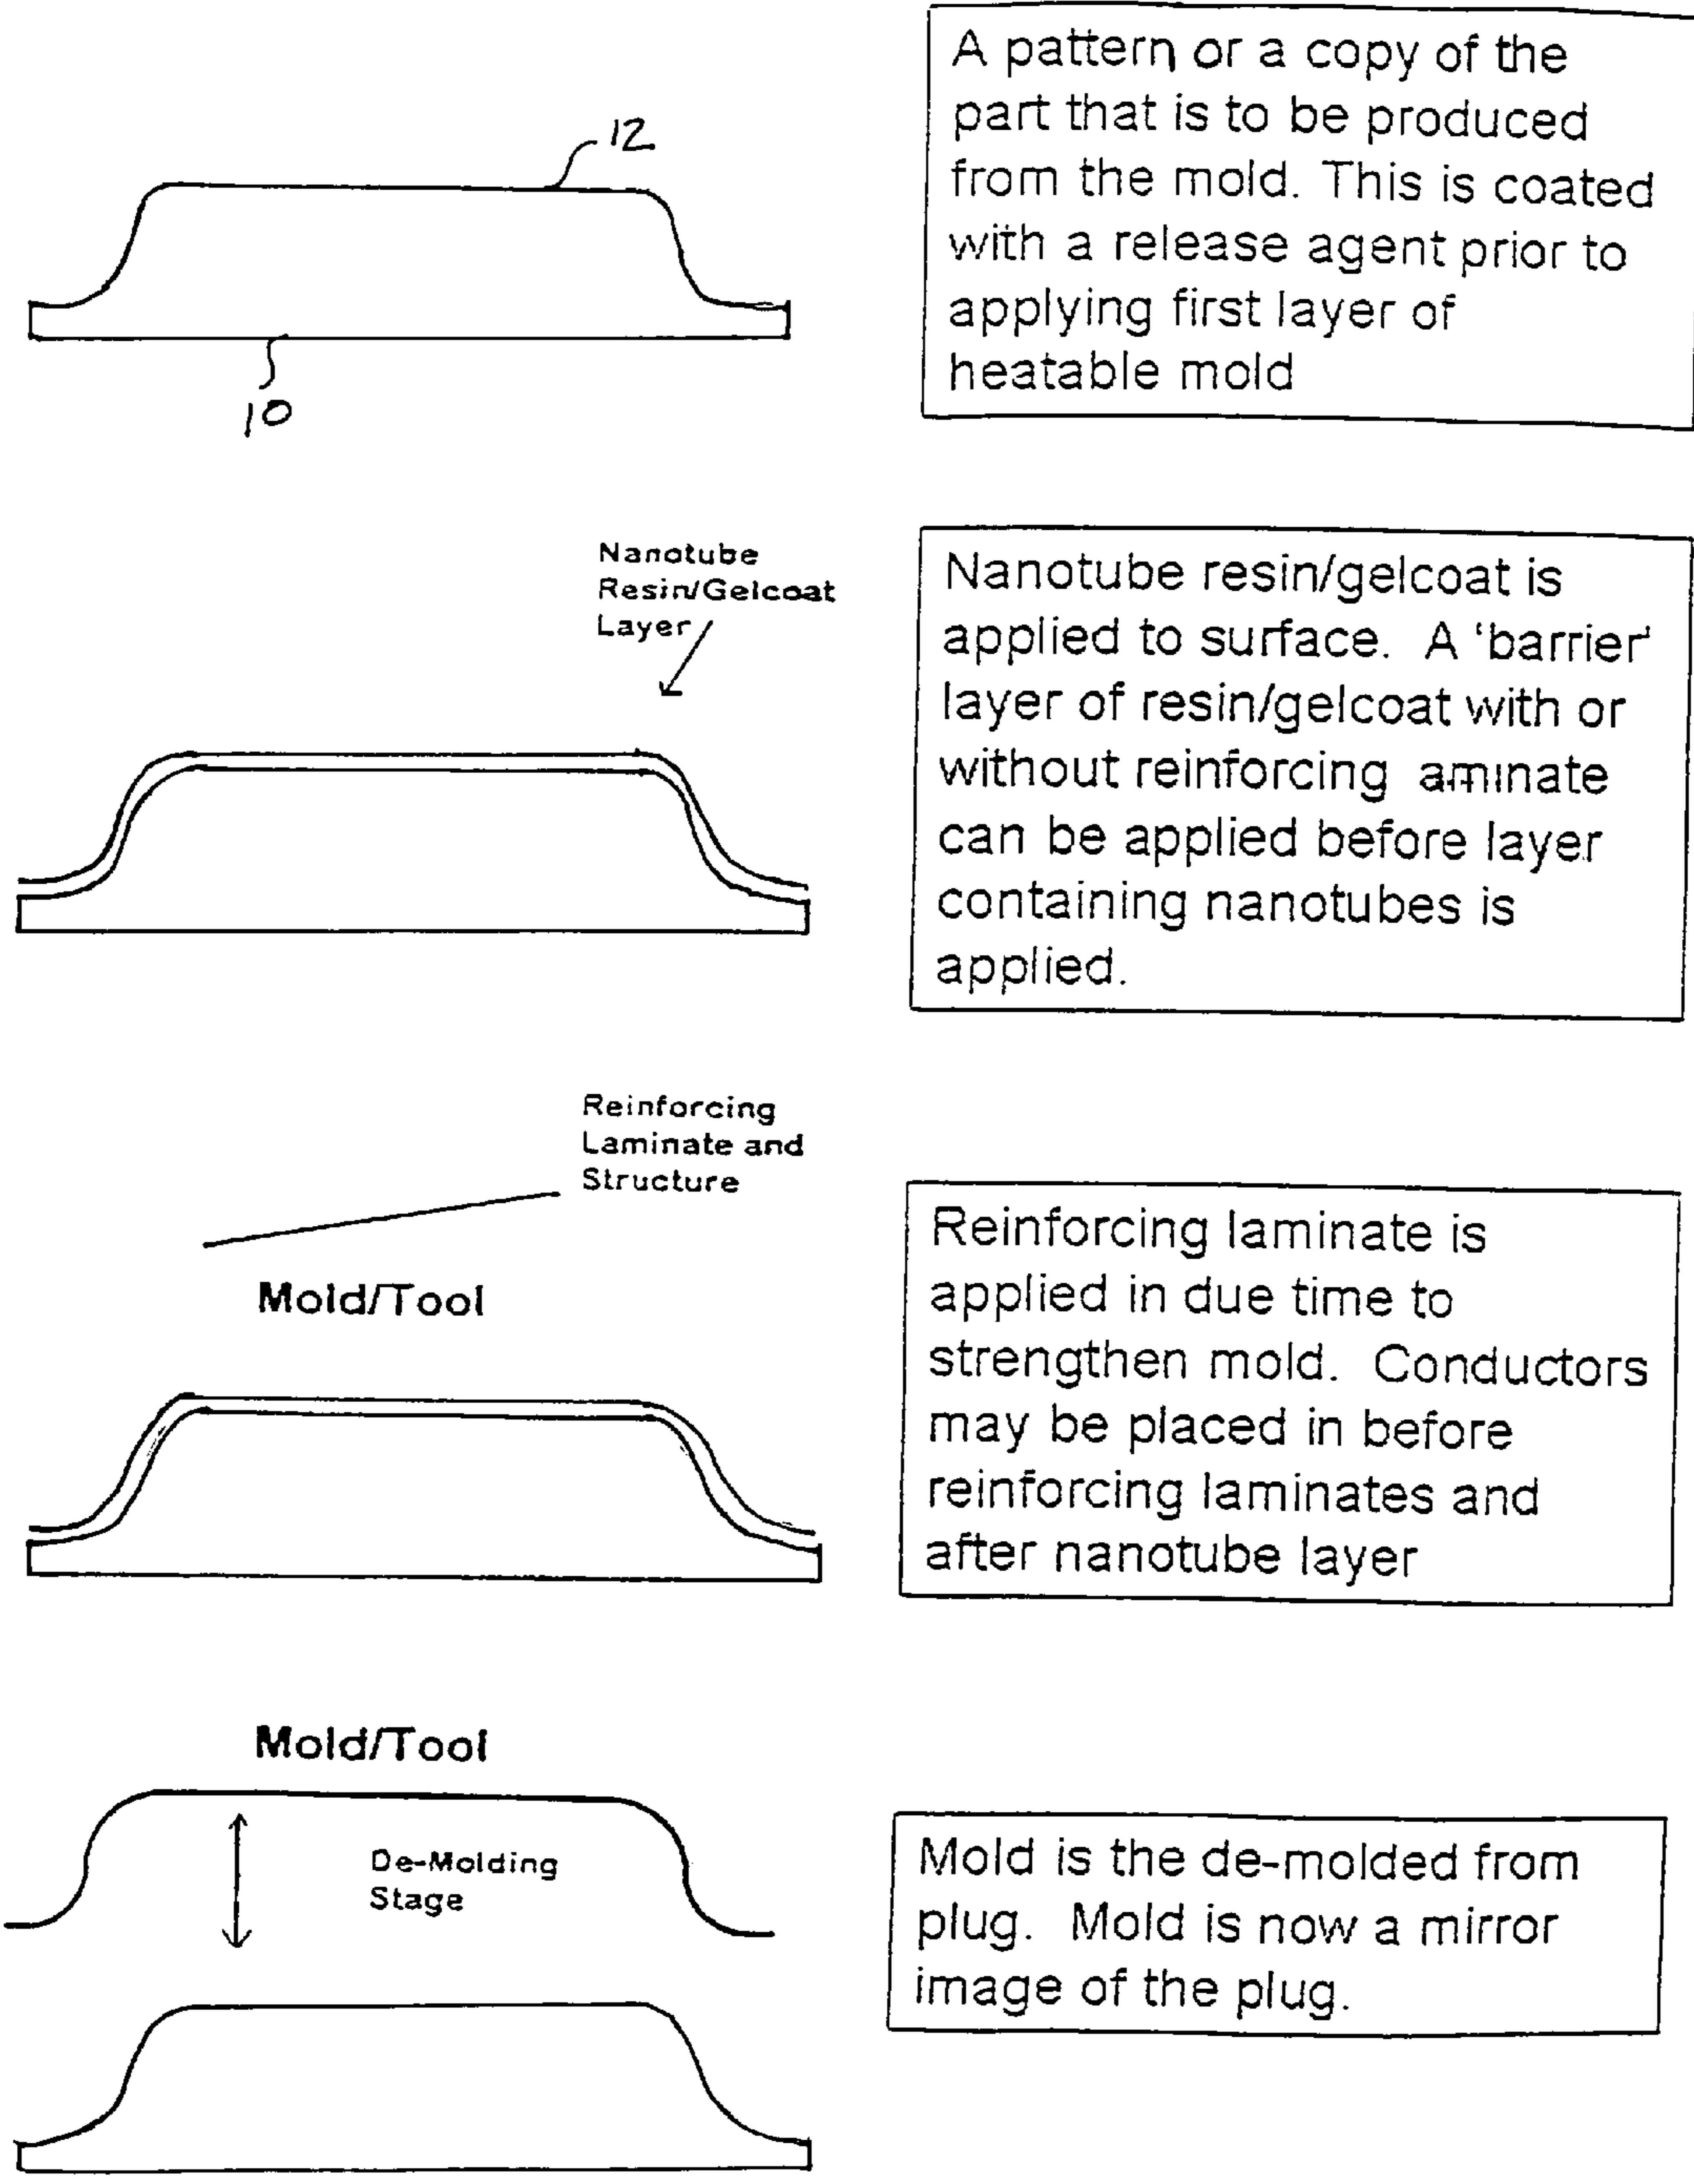 12
10
A pattern or a copy of the
part that is to be produced
from the mold. This is coated
with a release agent prior to
applying first layer of
heatable mold
Nanotube
Resin/Gelcoat
Layer
Nanotube resin/gelcoat is
applied to surface. A 'barrier'
layer of resin/gelcoat with or
without reinforcing aminate
can be applied before layer
containing nanotubes is
applied.
Reinforcing
Laminate and
Structure
Mold/Tool
Reinforcing laminate is
applied in due time to
strengthen mold. Conductors
may be placed in before
reinforcing laminates and
after nanotube layer
Mold/Tool
De-Molding
Stage
Mold is the de-molded from
plug. Mold is now a mirror
image of the plug.